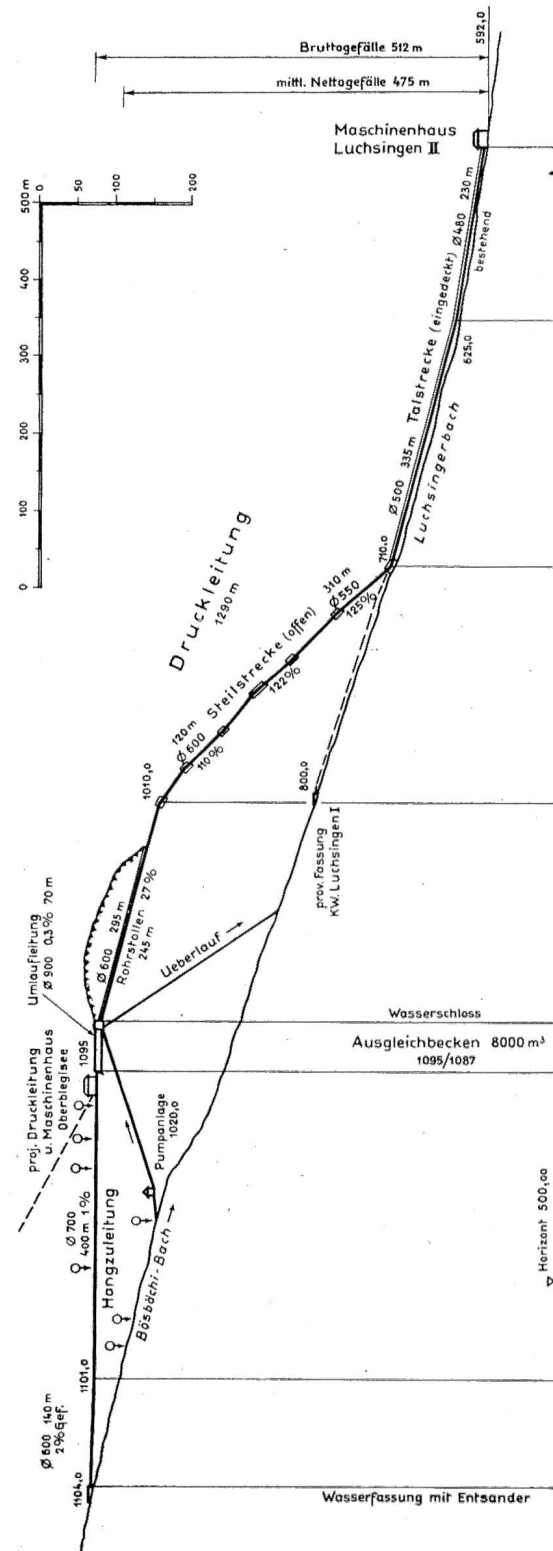 592,0
Bruttogefälle 512 m
mittl. Nettogefälle 475 m
Maschinenhaus
Luchsingen II
500 m
400
300
200
100
0
0
50
100
200
Ø 480 230 m
bestehend
625,0
Ø 500 335 m Talstrecke (eingedeckt)
Luchsingerbach
710,0
Druckleitung
1290 m
310 m
Ø 550
125%
Steilstrecke (offen)
122%
120 m
Ø 600
110%
1010,0
800,0
prov. Fassung
KW. Luchsingen I
Ø 600 295 m
Rohrstollen 27 %
245 m
Ueberlauf
Umlaufleitung
Ø 900 0,3% 70 m
Wasserschloss
1095
Ausgleichbecken 8000 m³
1095/1087
proj. Druckleitung
u. Maschinenhaus
Oberblegisee
Pumpanlage
1020,0
Ø 700
400 m 1 %
Hangzuleitung
Bösbächi-Bach
Horizont 500,00
1101,0
Ø 600 140 m
2% Gef.
1104,0
Wasserfassung mit Entsander